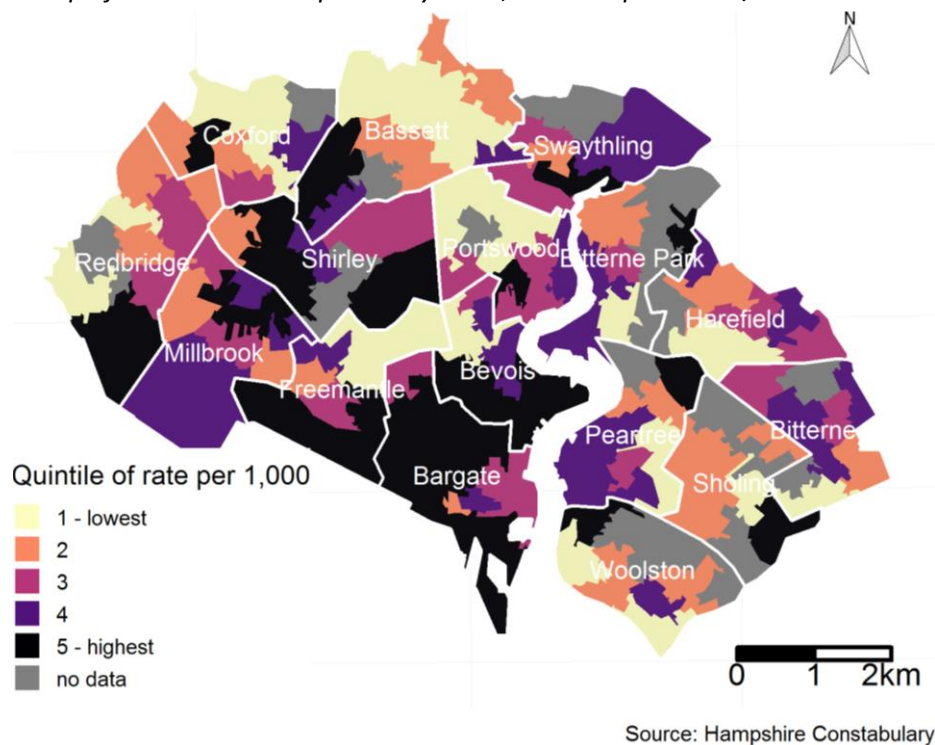 N
Coxford
Bassett
Swaythling
Portswood
Bitterne Park
Redbridge
Shirley
Harefield
Millbrook
Freemantle
Bevois
Peartree
Bitterne
Bargate
Sholing
Woolston
Quintile of rate per 1,000
1 - lowest
2
3
4
5 - highest
no data
0 1 2km
Source: Hampshire Constabulary